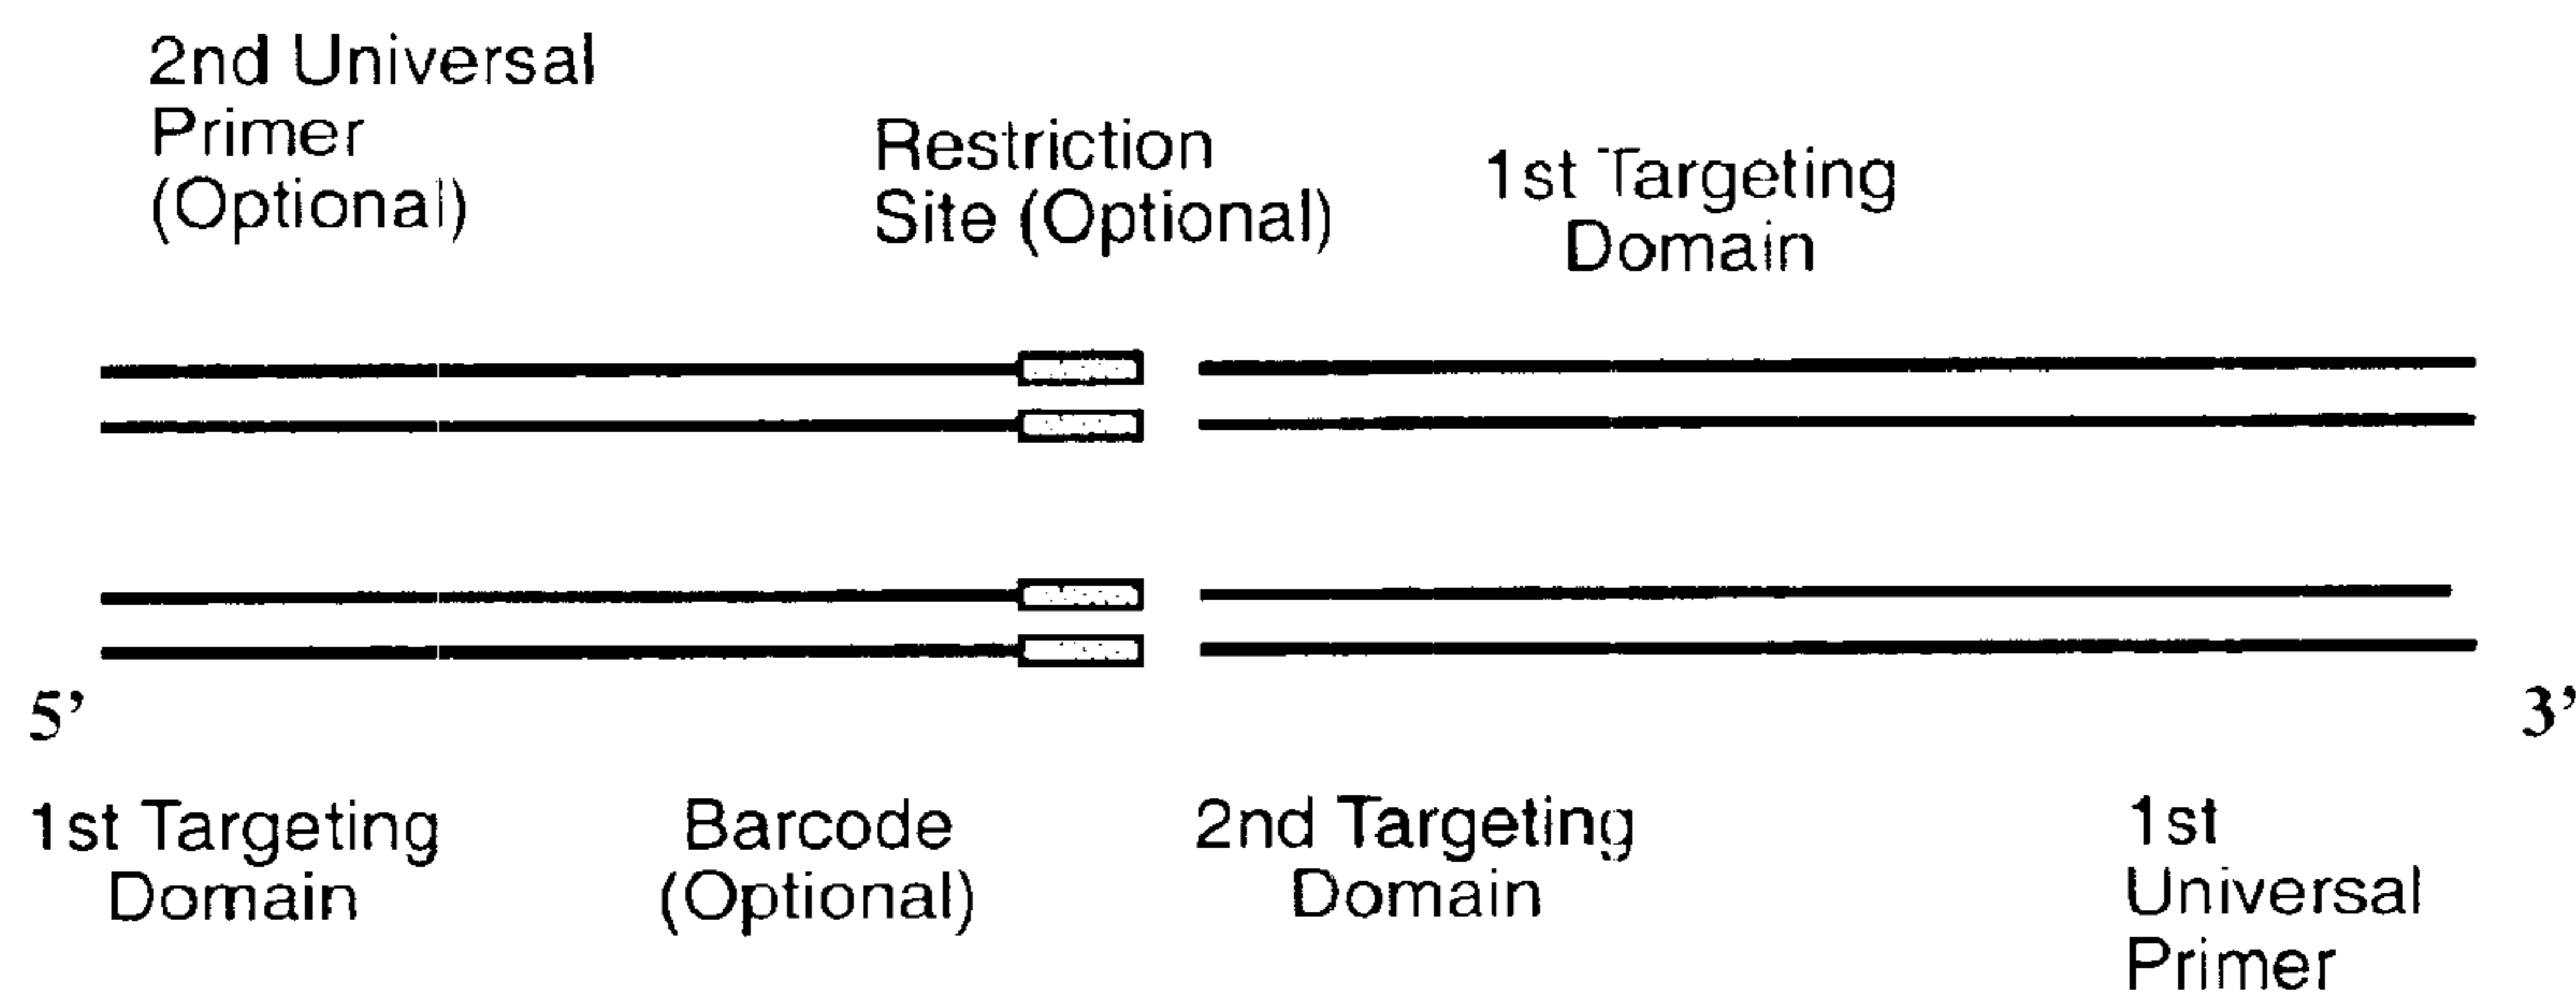 2nd Universal
Primer
(Optional)
Restriction
Site (Optional)
1st Targeting
Domain
5’
3’
1st Targeting
Domain
Barcode
(Optional)
2nd Targeting
Domain
1st
Universal
Primer